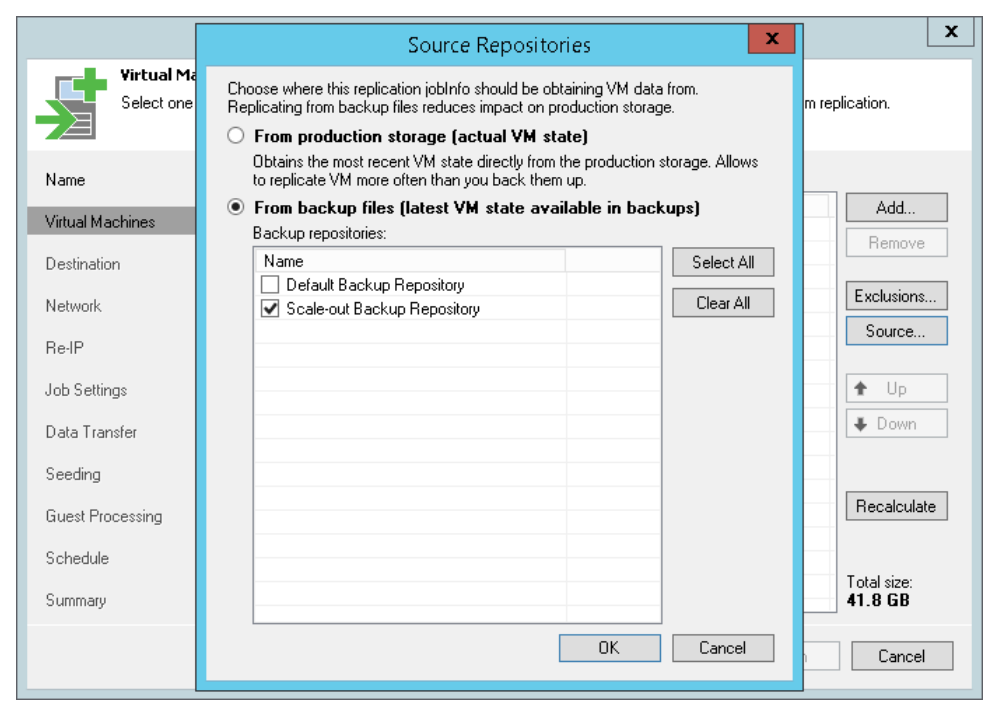 x
Source Repositories
x
Virtual Ma
Select one
m replication.
Choose where this replication jobInfo should be obtaining VM data from.
Replicating from backup files reduces impact on production storage.
From production storage (actual VM state)
Obtains the most recent VM state directly from the production storage. Allows
to replicate VM more often than you back them up.
From backup files (latest VM state available in backups)
Backup repositories:
Name
Default Backup Repository
Scale-out Backup Repository
Select All
Clear All
OK
Cancel
Name
Virtual Machines
Destination
Network
Re-IP
Job Settings
Data Transfer
Seeding
Guest Processing
Schedule
Summary
Add...
Remove
Exclusions...
Source...
Up
Down
Recalculate
Total size:
41.8 GB
Cancel